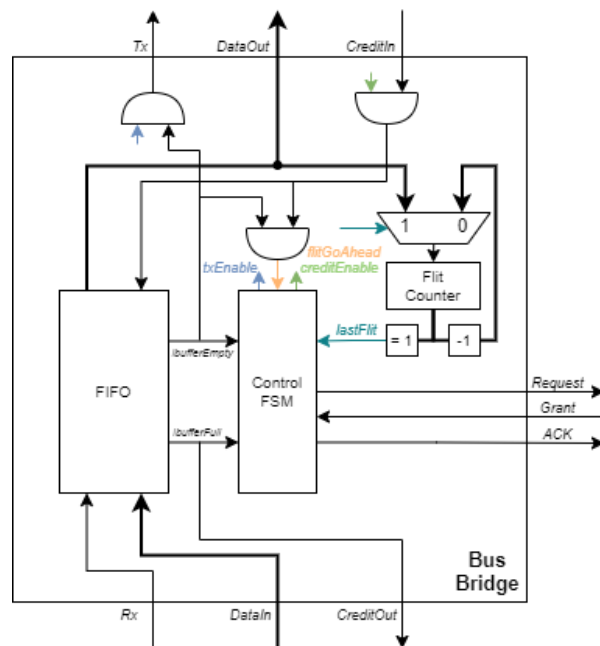 Tx
DataOut
CreditIn
1
0
flitGoAhead
txEnable
creditEnable
Flit
Counter
lastFlit
= 1
-1
!bufferEmpty
FIFO
Control
FSM
Request
Grant
ACK
!bufferFull
Bus
Bridge
Rx
DataIn
CreditOut